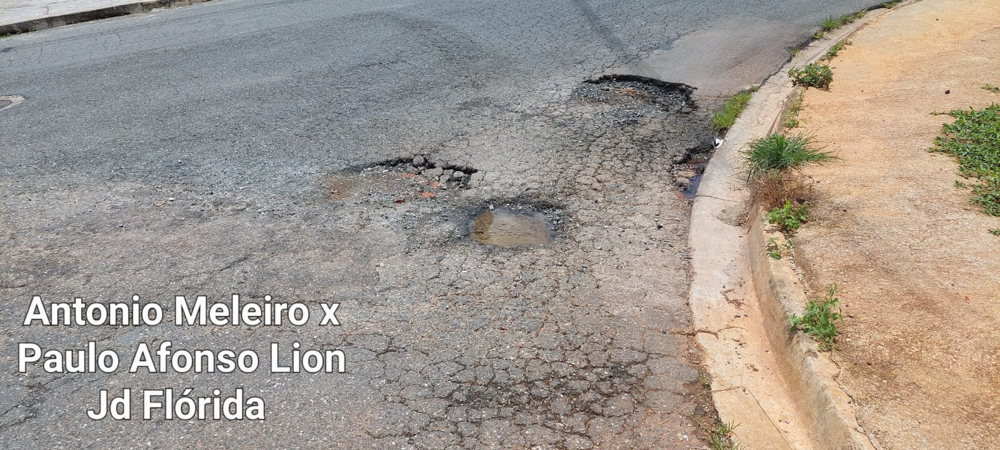 Antonio Meleiro x
Paulo Afonso Lion
Jd Flórida